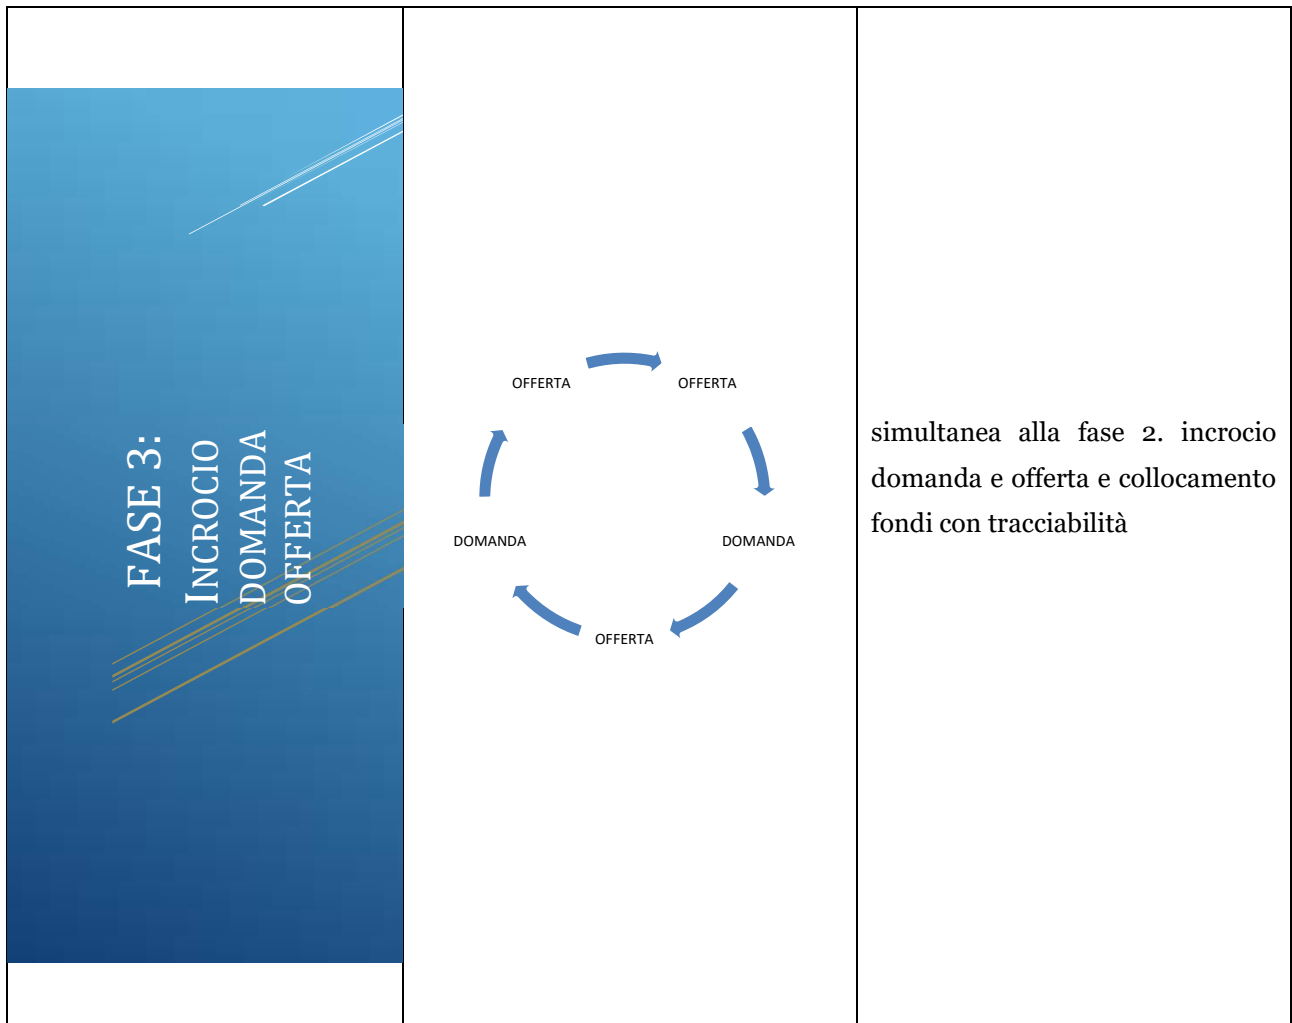 FASE 3:
INCROCIO
DOMANDA
OFFERTA
OFFERTA
OFFERTA
DOMANDA
DOMANDA
OFFERTA
simultanea alla fase 2. incrocio
domanda e offerta e collocamento
fondi con tracciabilità